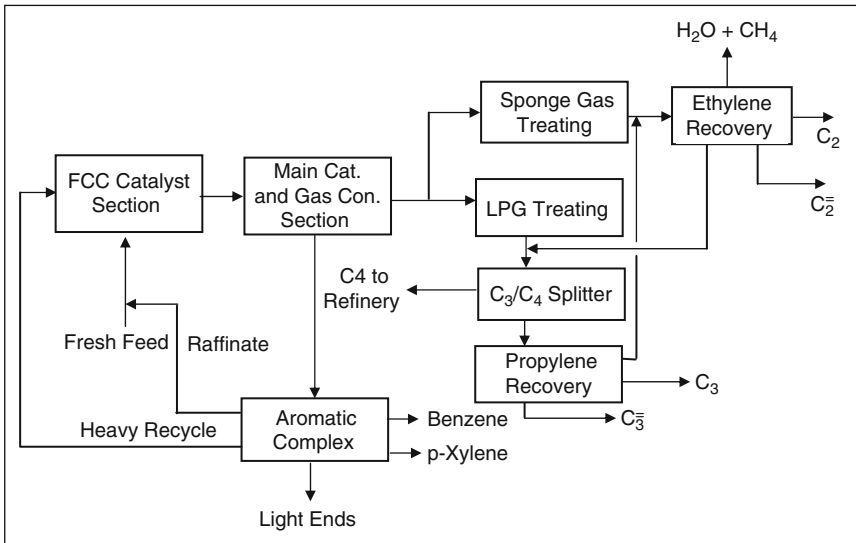 H₂O + CH₄
Sponge Gas
Treating
Ethylene
Recovery
C₂
C₂̿
FCC Catalyst
Section
Main Cat.
and Gas Con.
Section
LPG Treating
C4 to
Refinery
C₃/C₄ Splitter
Fresh Feed
Raffinate
Propylene
Recovery
C₃
C₃̿
Heavy Recycle
Aromatic
Complex
Benzene
p-Xylene
Light Ends